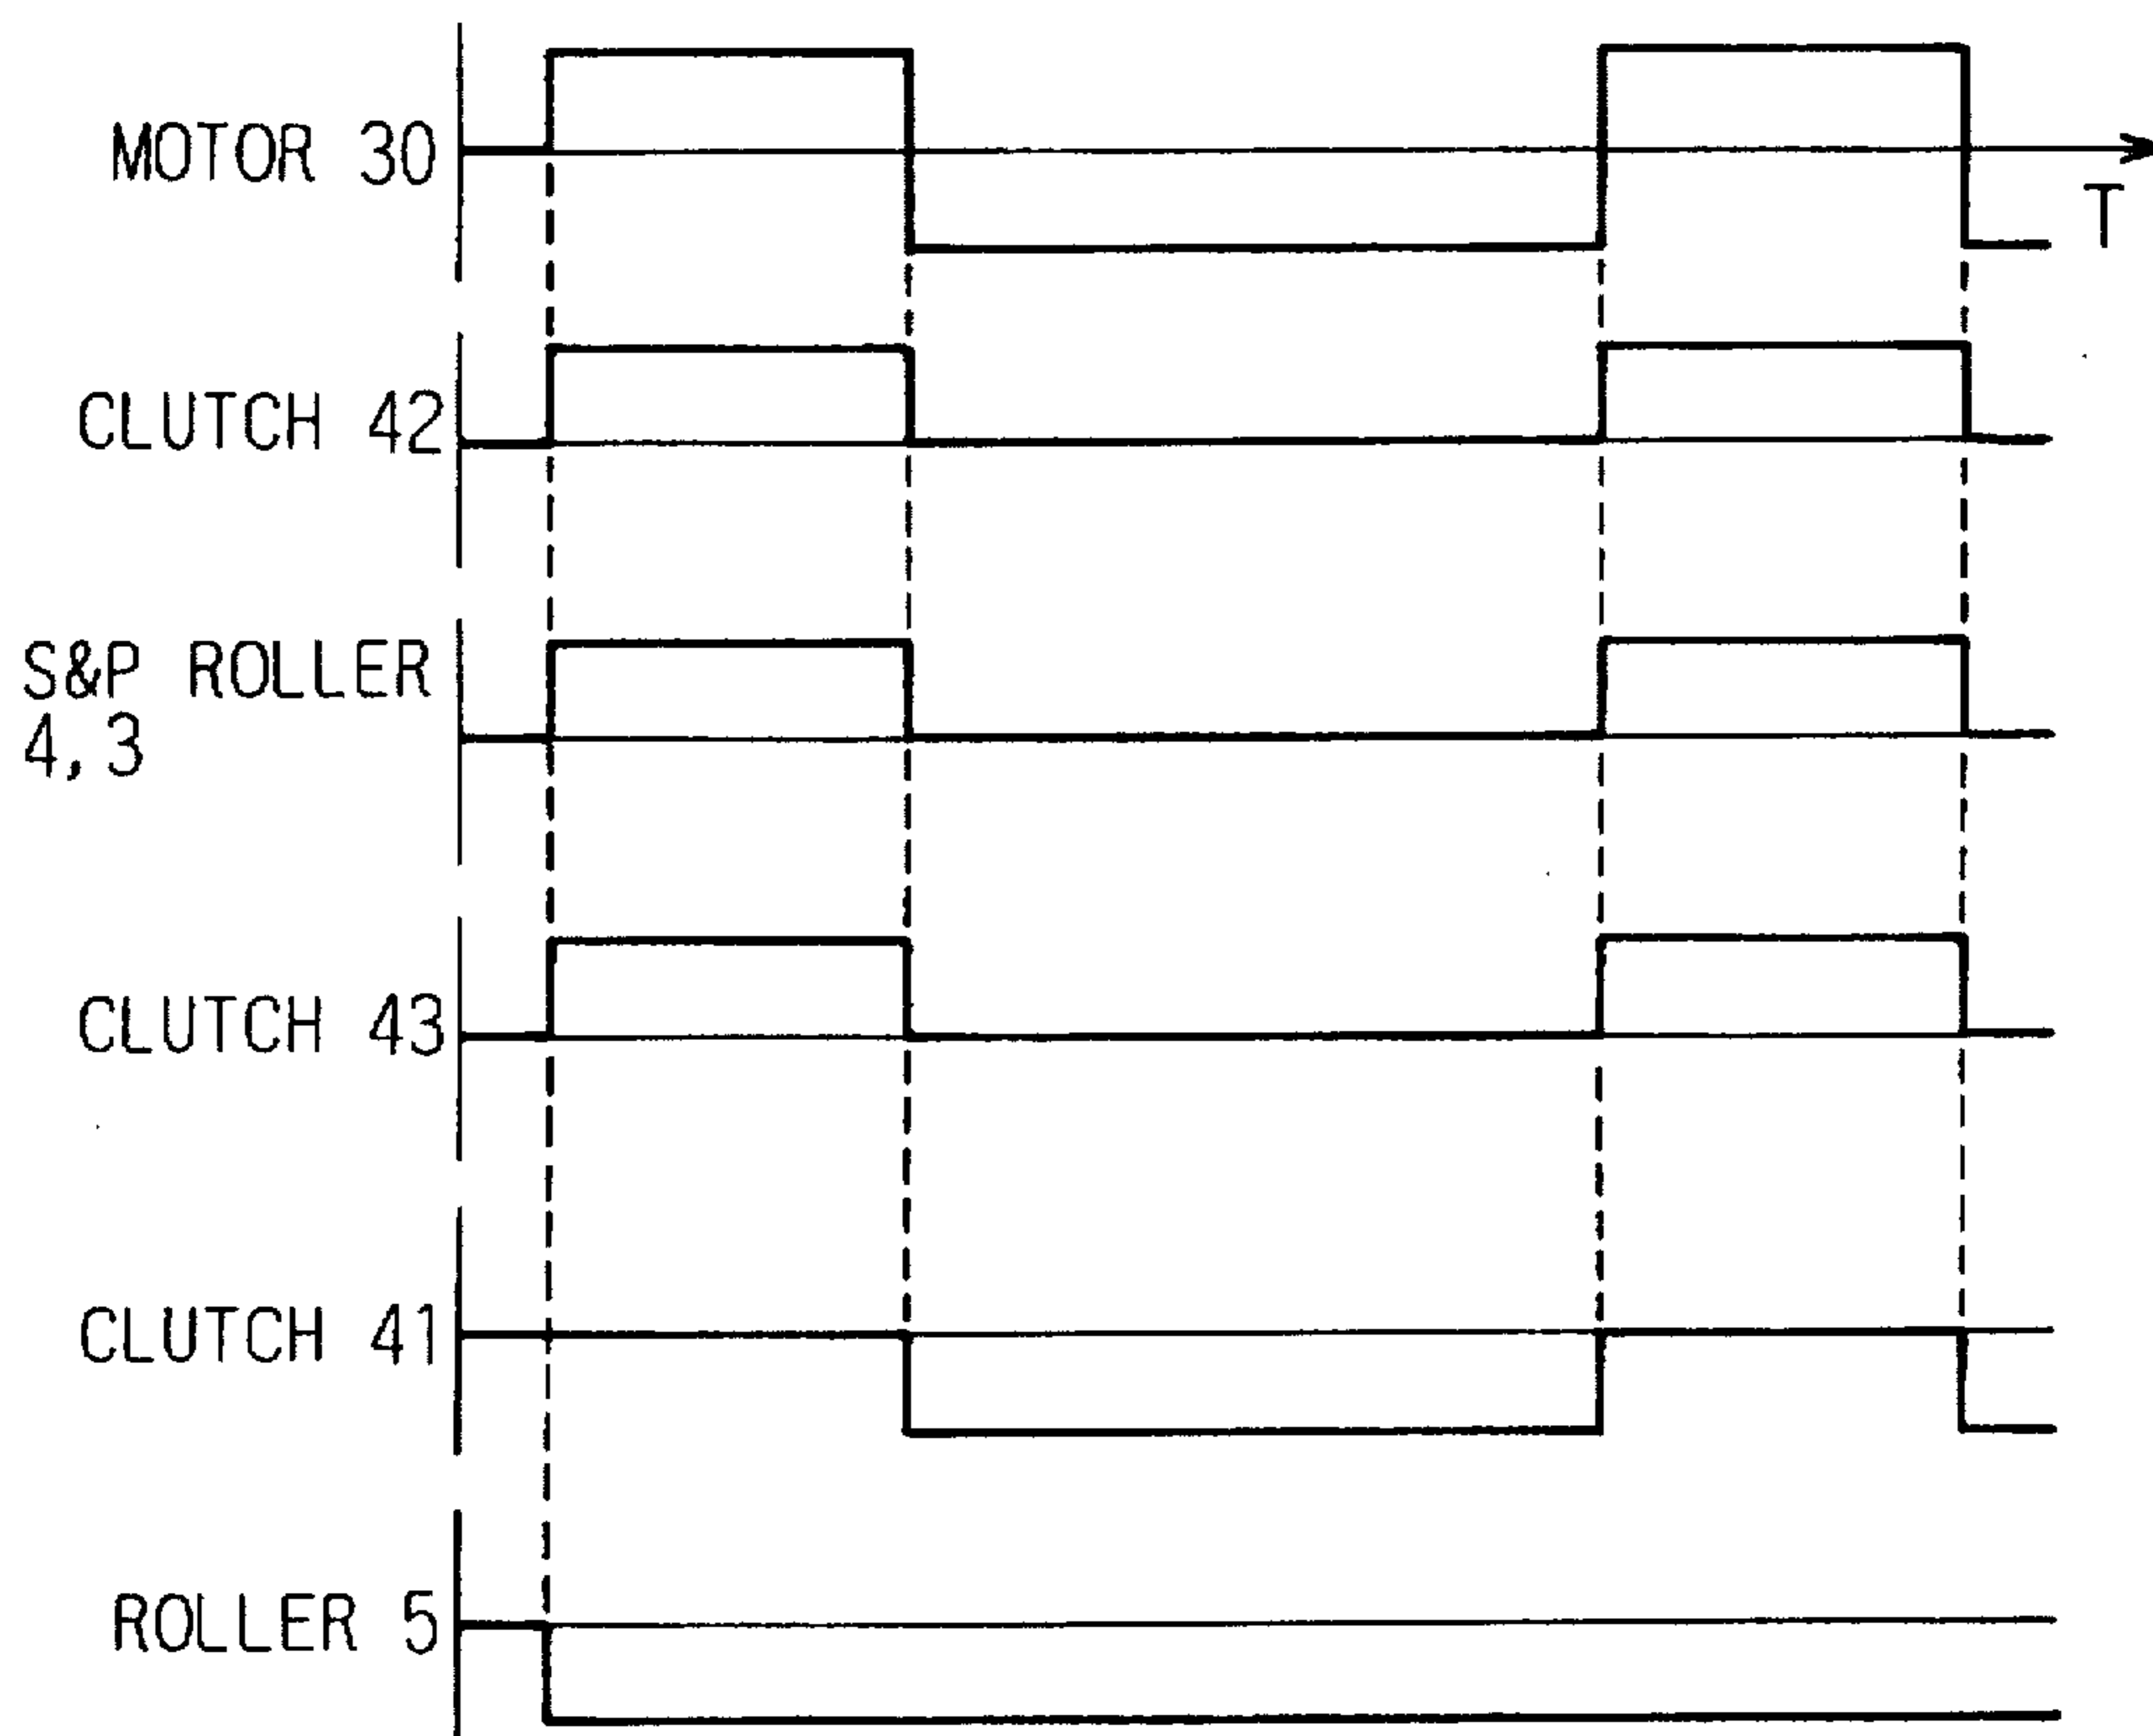 MOTOR 30
T
CLUTCH 42
S&P ROLLER
4,3
CLUTCH 43
CLUTCH 41
ROLLER 5